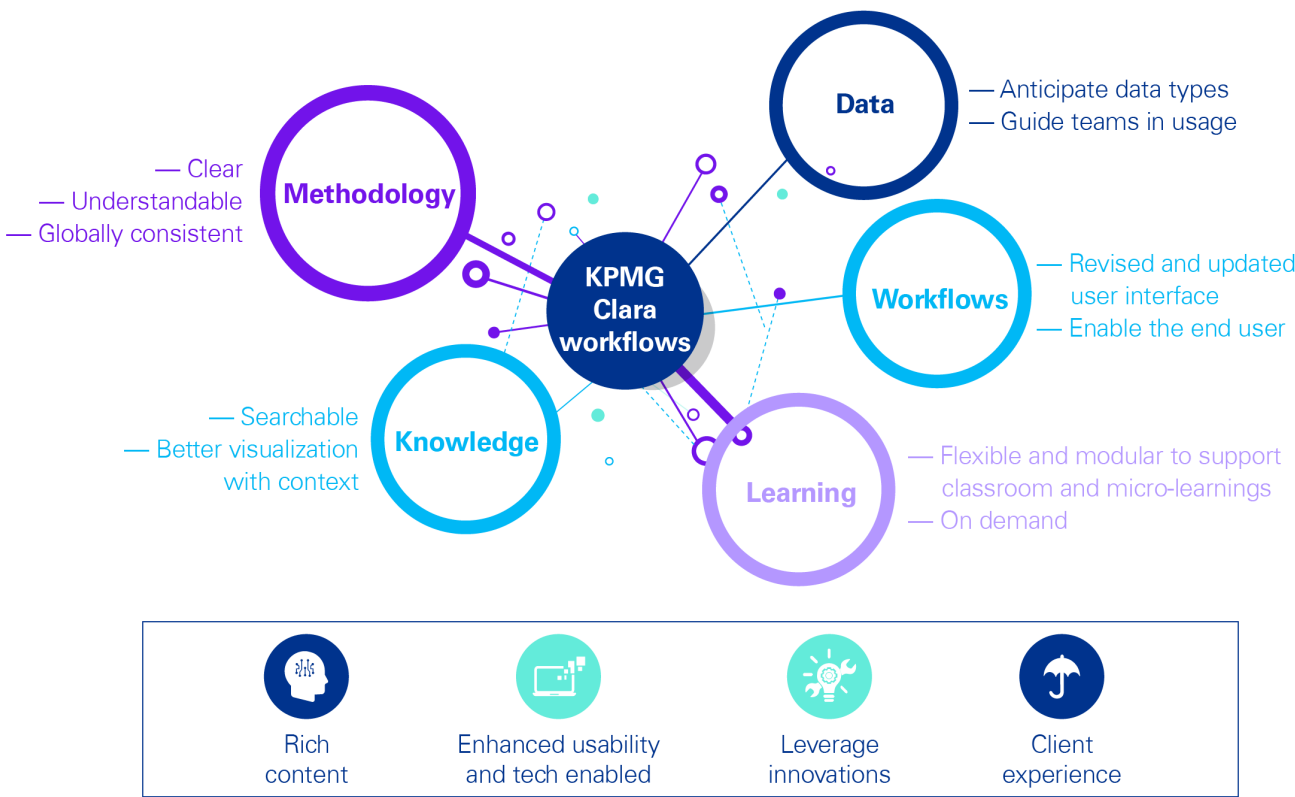 Data
— Anticipate data types
— Guide teams in usage
Methodology
— Clear
— Understandable
— Globally consistent
KPMG
Clara
workflows
Workflows
— Revised and updated
user interface
— Enable the end user
Knowledge
— Searchable
— Better visualization
with context
Learning
— Flexible and modular to support
classroom and micro-learnings
— On demand
Rich
content
Enhanced usability
and tech enabled
Leverage
innovations
Client
experience